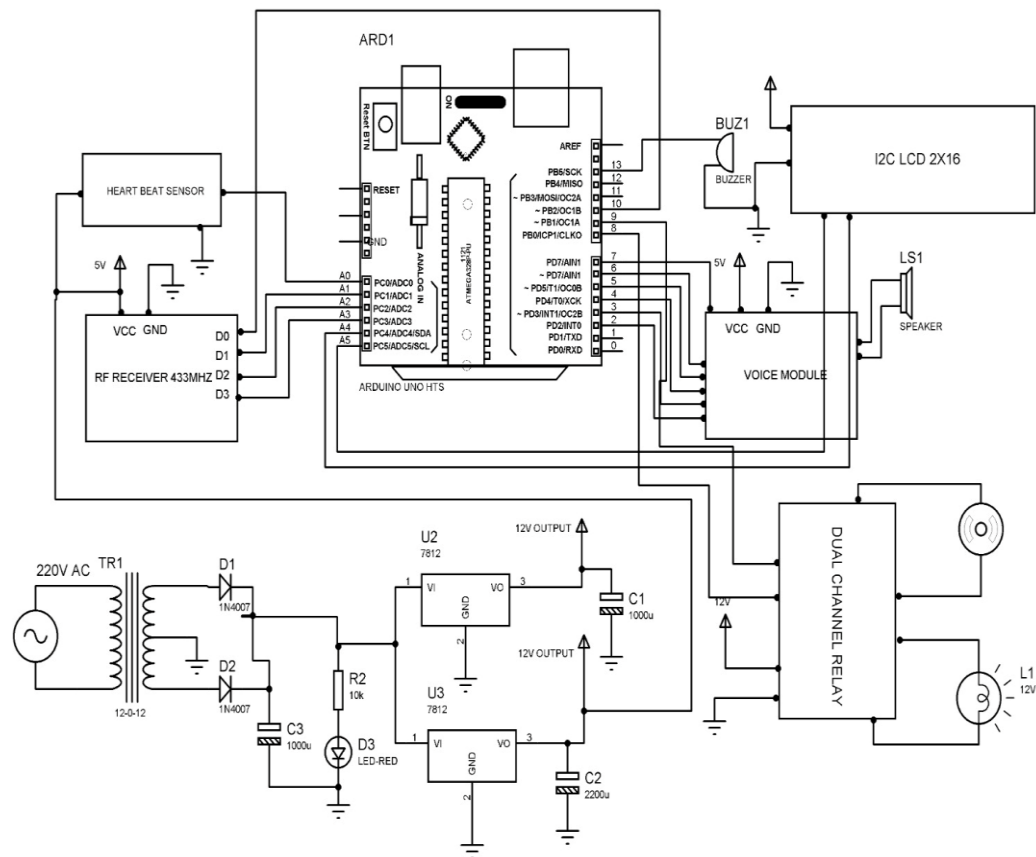 ARD1
Reset BTN
ON
ANALOG IN
1121
ATMEGA328P-PU
RESET
GND
A0 PC0/ADC0
A1 PC1/ADC1
A2 PC2/ADC2
A3 PC3/ADC3
A4 PC4/ADC4/SDA
A5 PC5/ADC5/SCL
AREF
PB5/SCK 13
PB4/MISO 12
~ PB3/MOSI/OC2A 11
~ PB2/OC1B 10
~ PB1/OC1A 9
PB0/ICP1/CLKO 8
PD7/AIN1 7
~ PD7/AIN1 6
~ PD5/T1/OC0B 5
PD4/T0/XCK 4
~ PD3/INT1/OC2B 3
PD2/INT0 2
PD1/TXD 1
PD0/RXD 0
ARDUINO UNO HTS
BUZ1
BUZZER
I2C LCD 2X16
HEART BEAT SENSOR
5V
VCC GND
D0
D1
D2
D3
RF RECEIVER 433MHZ
5V
VCC GND
VOICE MODULE
LS1
SPEAKER
DUAL CHANNEL RELAY
12V
L1
12V
220V AC
TR1
12-0-12
D1
1N4007
D2
1N4007
C3
1000u
R2
10k
D3
LED-RED
U2
7812
1 VI VO 3
GND
2
12V OUTPUT
C1
1000u
U3
7812
1 VI VO 3
GND
2
12V OUTPUT
C2
2200u